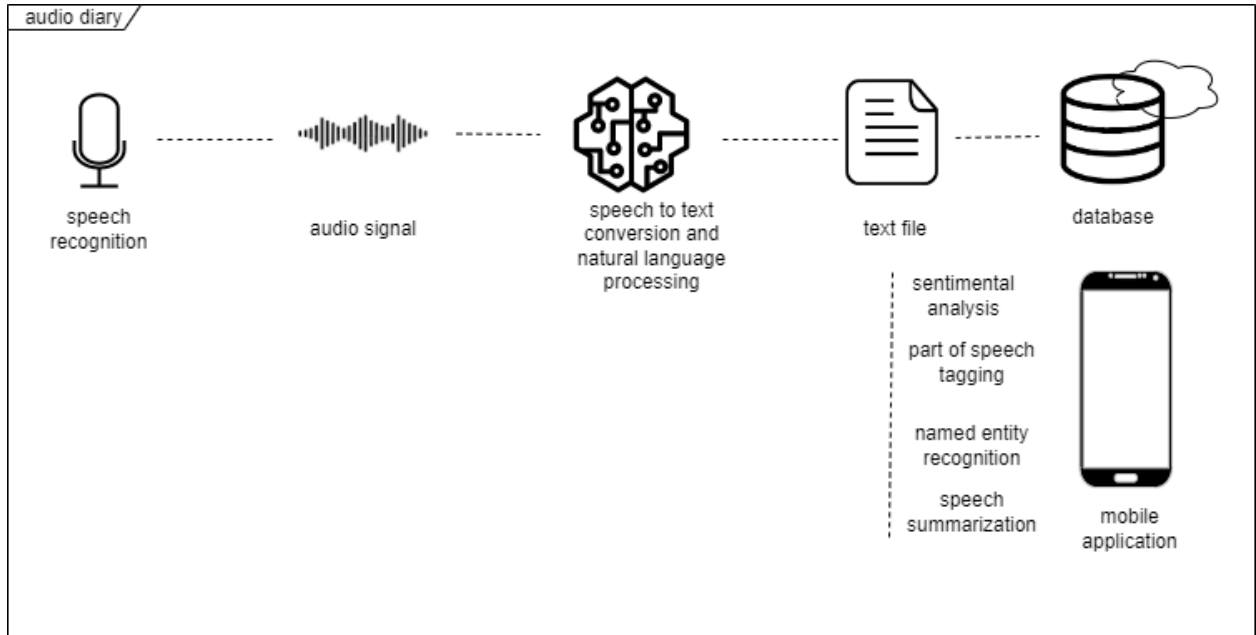 audio diary
speech
recognition
audio signal
speech to text
conversion and
natural language
processing
text file
database
sentimental
analysis
part of speech
tagging
named entity
recognition
speech
summarization
mobile
application